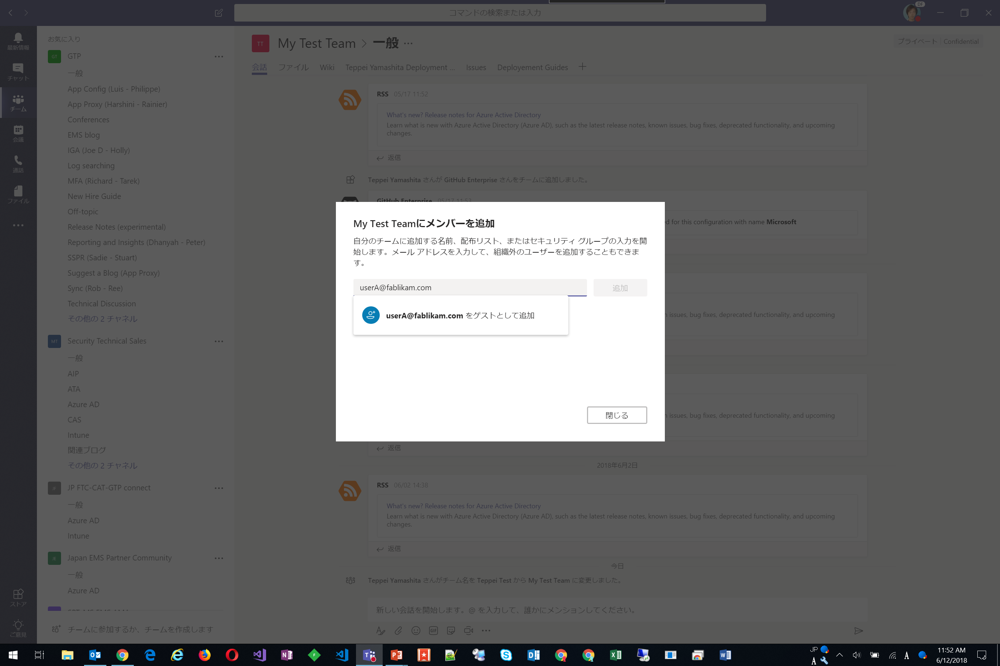 コマンドの検索または入力
DF
最新情報
チャット
チーム
会議
通話
ファイル
ストア
ご意見
お気に入り
GT GTP
一般
App Config (Luis - Philippe)
App Proxy (Harshini - Rainier)
Conferences
EMS blog
IGA (Joe D - Holly)
Log searching
MFA (Richard - Tarek)
New Hire Guide
Off-topic
Release Notes (experimental)
Reporting and Insights (Dhanyah - Peter)
SSPR (Sadie - Stuart)
Suggest a Blog (App Proxy)
Sync (Rob - Ree)
Technical Discussion
その他の 2 チャネル
MT Security Technical Sales
一般
AIP
ATA
Azure AD
CAS
Intune
関連ブログ
その他の 2 チャネル
JF JP FTC-CAT-GTP connect
一般
Azure AD
Intune
JE Japan EMS Partner Community
一般
Azure AD
チームに参加するか、チームを作成します
TT My Test Team > 一般 ...
プライベート Confidential
会話 ファイル Wiki Teppei Yamashita Deployment ... Issues Deployement Guides
RSS 05/17 11:52
What's new? Release notes for Azure Active Directory
Learn what is new with Azure Active Directory (Azure AD), such as the latest release notes, known issues, bug fixes, deprecated functionality, and upcoming
changes.
返信
Teppei Yamashita さんが GitHub Enterprise さんをチームに追加しました。
GitHub Enterprise 05/17 11:53
ed for this configuration with name Microsoft
My Test Teamにメンバーを追加
自分のチームに追加する名前、配布リスト、またはセキュリティ グループの入力を開
始します。メール アドレスを入力して、組織外のユーザーを追加することもできま
す。
userA@fablikam.com
追加
userA@fablikam.com をゲストとして追加
閉じる
issues, bug fixes, deprecated functionality, and upcoming
issues, bug fixes, deprecated functionality, and upcoming
返信
2018年6月2日
RSS 06/02 14:38
What's new? Release notes for Azure Active Directory
Learn what is new with Azure Active Directory (Azure AD), such as the latest release notes, known issues, bug fixes, deprecated functionality, and upcoming
changes.
返信
今日
Teppei Yamashita さんがチーム名を Teppei Test から My Test Team に変更しました。
新しい会話を開始します。@ を入力して、誰かにメンションしてください。
GIF
JP
A
A
11:52 AM
6/12/2018